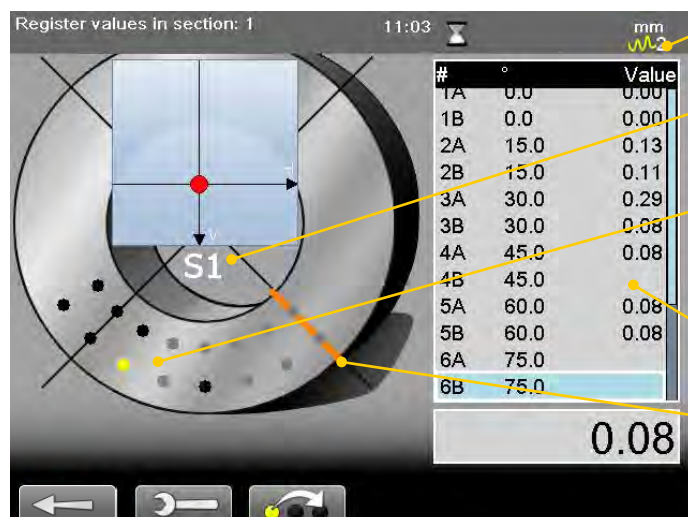 Register values in section: 1 11:03 mm
2
# ° Value
1A 0.0 0.00
1B 0.0 0.00
2A 15.0 0.13
2B 15.0 0.11
3A 30.0 0.29
3B 30.0 0.08
4A 45.0 0.08
4B 45.0
5A 60.0 0.08
5B 60.0 0.08
6A 75.0
6B 75.0
0.08
V
S1